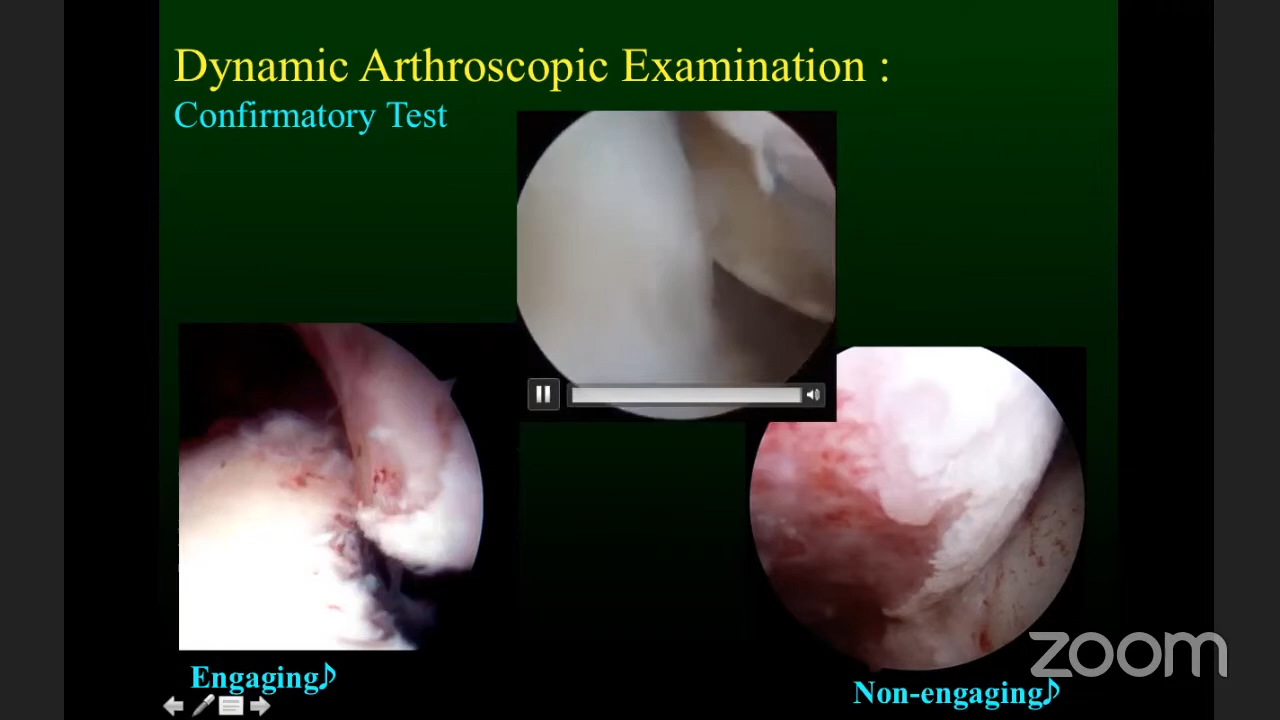 Dynamic Arthroscopic Examination :
Confirmatory Test
Engaging♪
Non-engaging♪
zoom